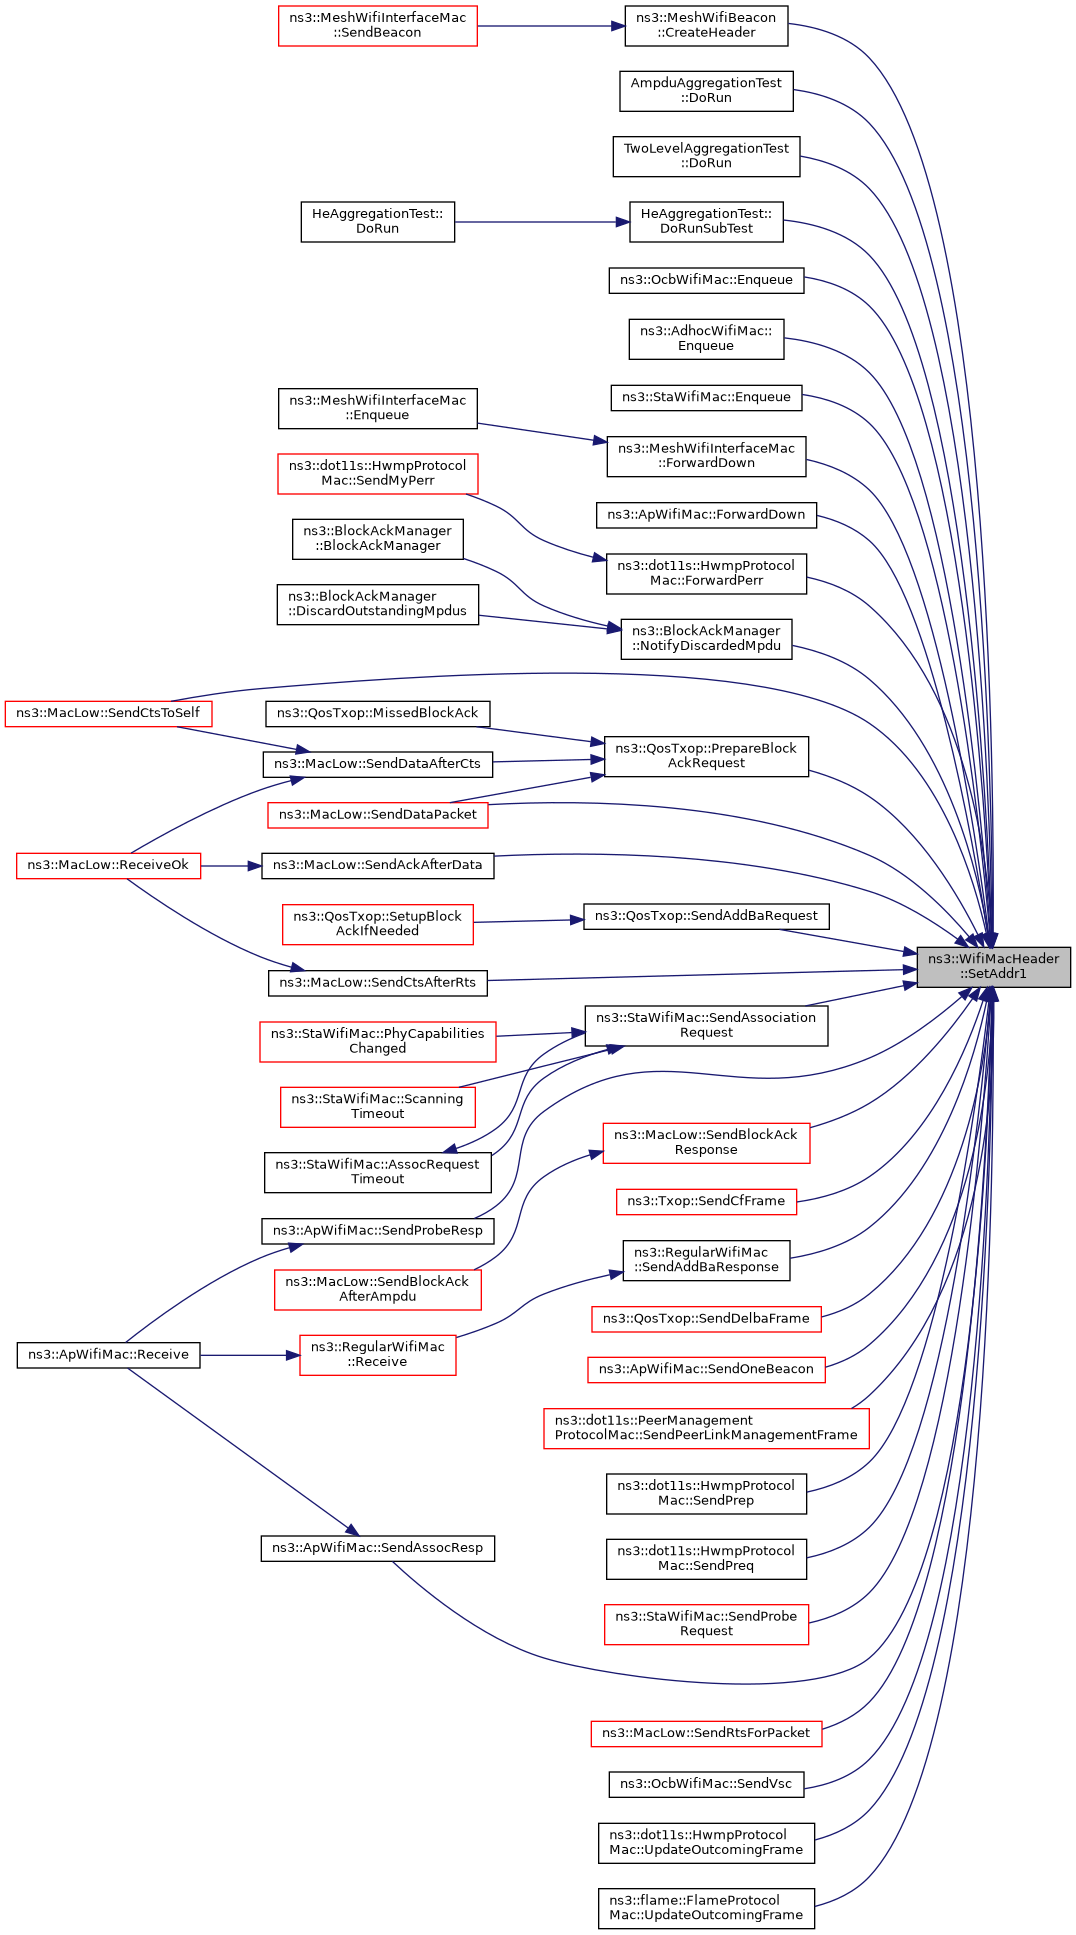 ns3::MeshWifiInterfaceMac
::SendBeacon
ns3::MeshWifiBeacon
::CreateHeader
AmpduAggregationTest
::DoRun
TwoLevelAggregationTest
::DoRun
HeAggregationTest::
DoRun
HeAggregationTest::
DoRunSubTest
ns3::OcbWifiMac::Enqueue
ns3::AdhocWifiMac::
Enqueue
ns3::StaWifiMac::Enqueue
ns3::MeshWifiInterfaceMac
::Enqueue
ns3::MeshWifiInterfaceMac
::ForwardDown
ns3::dot11s::HwmpProtocol
Mac::SendMyPerr
ns3::ApWifiMac::ForwardDown
ns3::BlockAckManager
::BlockAckManager
ns3::dot11s::HwmpProtocol
Mac::ForwardPerr
ns3::BlockAckManager
::DiscardOutstandingMpdus
ns3::BlockAckManager
::NotifyDiscardedMpdu
ns3::MacLow::SendCtsToSelf
ns3::QosTxop::MissedBlockAck
ns3::QosTxop::PrepareBlock
AckRequest
ns3::MacLow::SendDataAfterCts
ns3::MacLow::SendDataPacket
ns3::MacLow::ReceiveOk
ns3::MacLow::SendAckAfterData
ns3::QosTxop::SetupBlock
AckIfNeeded
ns3::QosTxop::SendAddBaRequest
ns3::WifiMacHeader
::SetAddr1
ns3::MacLow::SendCtsAfterRts
ns3::StaWifiMac::SendAssociation
Request
ns3::StaWifiMac::PhyCapabilities
Changed
ns3::StaWifiMac::Scanning
Timeout
ns3::MacLow::SendBlockAck
Response
ns3::StaWifiMac::AssocRequest
Timeout
ns3::Txop::SendCfFrame
ns3::ApWifiMac::SendProbeResp
ns3::RegularWifiMac
::SendAddBaResponse
ns3::MacLow::SendBlockAck
AfterAmpdu
ns3::QosTxop::SendDelbaFrame
ns3::ApWifiMac::Receive
ns3::RegularWifiMac
::Receive
ns3::ApWifiMac::SendOneBeacon
ns3::dot11s::PeerManagement
ProtocolMac::SendPeerLinkManagementFrame
ns3::dot11s::HwmpProtocol
Mac::SendPrep
ns3::ApWifiMac::SendAssocResp
ns3::dot11s::HwmpProtocol
Mac::SendPreq
ns3::StaWifiMac::SendProbe
Request
ns3::MacLow::SendRtsForPacket
ns3::OcbWifiMac::SendVsc
ns3::dot11s::HwmpProtocol
Mac::UpdateOutcomingFrame
ns3::flame::FlameProtocol
Mac::UpdateOutcomingFrame